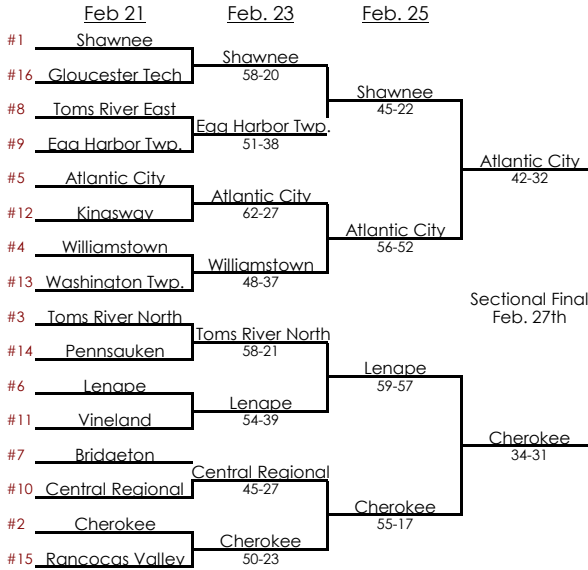 Feb 21 Feb. 23 Feb. 25
#1 Shawnee
Shawnee
58-20
#16 Gloucester Tech
Shawnee
45-22
#8 Toms River East
Egg Harbor Twp.
51-38
#9 Egg Harbor Twp.
Atlantic City
42-32
#5 Atlantic City
Atlantic City
62-27
#12 Kingsway
Atlantic City
56-52
#4 Williamstown
Williamstown
48-37
#13 Washington Twp.
Sectional Final
Feb. 27th
#3 Toms River North
Toms River North
58-21
#14 Pennsauken
Lenape
59-57
#6 Lenape
Lenape
54-39
#11 Vineland
Cherokee
34-31
#7 Bridgeton
Central Regional
45-27
#10 Central Regional
Cherokee
55-17
#2 Cherokee
Cherokee
50-23
#15 Rancocas Valley